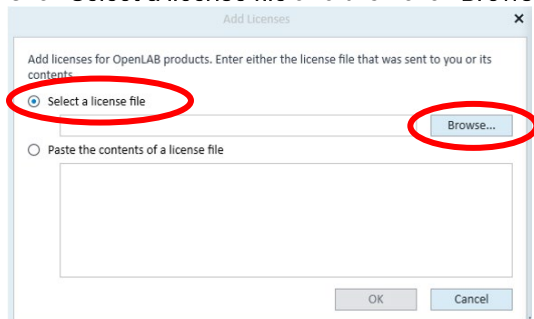 Add Licenses
Add licenses for OpenLAB products. Enter either the license file that was sent to you or its
contents.
Select a license file
Browse...
Paste the contents of a license file
OK
Cancel